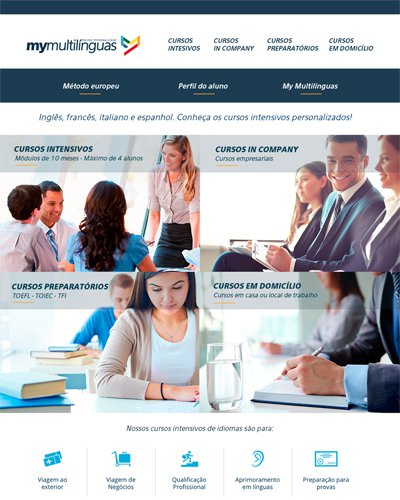 mymultilínguas
CURSOS
INTESIVOS
CURSOS
IN COMPANY
CURSOS
PREPARATÓRIOS
CURSOS
EM DOMICÍLIO
Método europeu
Perfil do aluno
My Multilínguas
Inglês, francês, italiano e espanhol. Conheça os cursos intensivos personalizados!
CURSOS INTENSIVOS
Módulos de 10 meses - Máximo de 4 alunos
CURSOS IN COMPANY
Cursos empresariais
CURSOS PREPARATÓRIOS
TOEFL - TOIEC - TFI
CURSOS EM DOMICÍLIO
Cursos em casa ou local de trabalho
Nossos cursos intensivos de idiomas são para:
Viagem ao
exterior
Viagem de
Negócios
Qualificação
Profissional
Aprimoramento
em línguas
Preparação para
provas